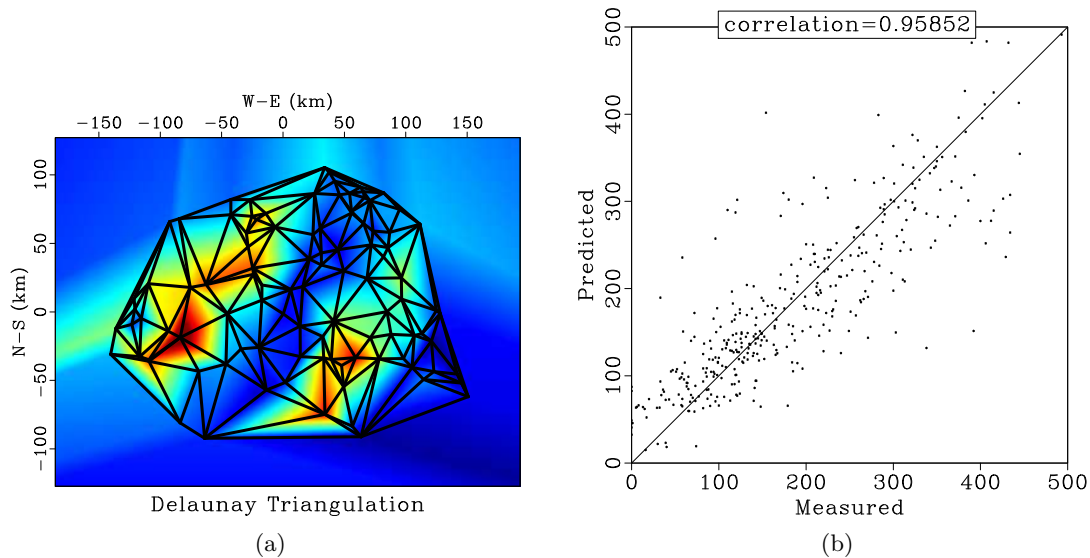 W−E (km)
−150 −100 −50 0 50 100 150
N−S (km)
100
50
0
−50
−100
Delaunay Triangulation
(a)
correlation=0.95852
Predicted
500
400
300
200
100
0
0 100 200 300 400 500
Measured
(b)